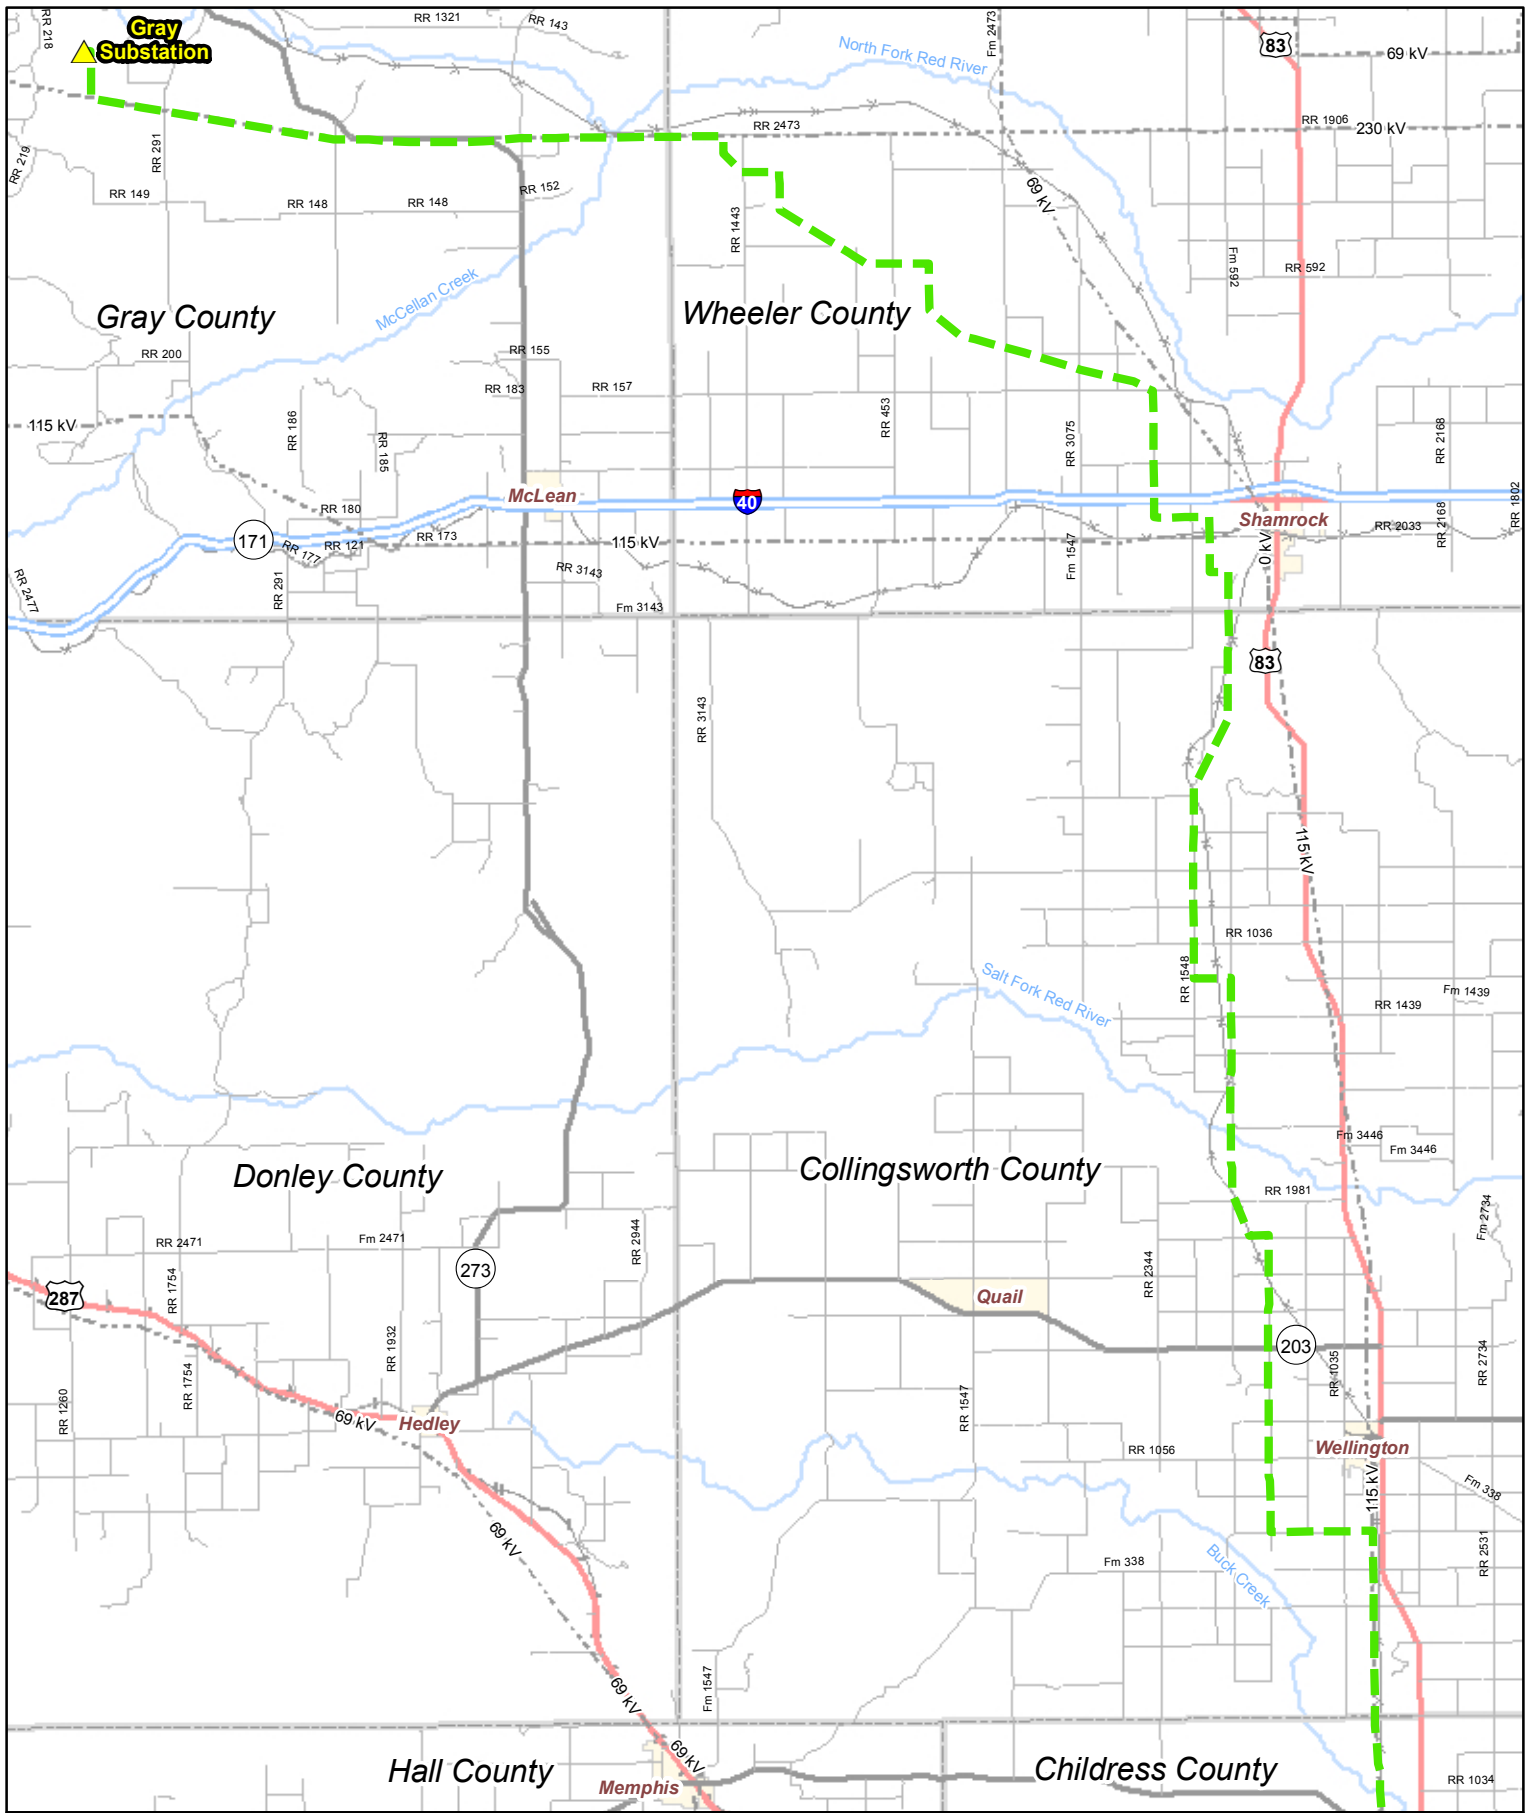 RR 218
Gray
Substation
RR 1321
RR 143
North Fork Red River
Fm 2473
83
69 kV
RR 219
RR 291
RR 2473
RR 1906
230 kV
RR 149
RR 148
RR 148
RR 152
RR 1443
69 kV
Fm 592
RR 592
McCellan Creek
Gray County
Wheeler County
RR 200
RR 155
RR 183
RR 157
115 kV
RR 186
RR 185
RR 453
RR 3075
RR 2168
McLean
40
RR 180
171
RR 177
RR 121
RR 173
115 kV
Shamrock
RR 2033
RR 2168
RR 1802
0 kV
RR 2477
RR 291
RR 3143
Fm 1547
Fm 3143
83
RR 3143
115 kV
RR 1036
RR 1548
Salt Fork Red River
Fm 1439
RR 1439
Fm 3446
Fm 3446
Donley County
Collingsworth County
RR 1981
Fm 2734
RR 2471
Fm 2471
RR 2944
273
RR 2344
287
RR 1754
Quail
RR 1932
203
RR 1035
RR 2734
RR 1754
RR 1260
69 kV
Hedley
RR 1547
RR 1056
Wellington
115 kV
Fm 338
69 kV
Fm 338
RR 2531
Buck Creek
69 kV
Fm 1547
69 kV
Hall County
Memphis
Childress County
RR 1034